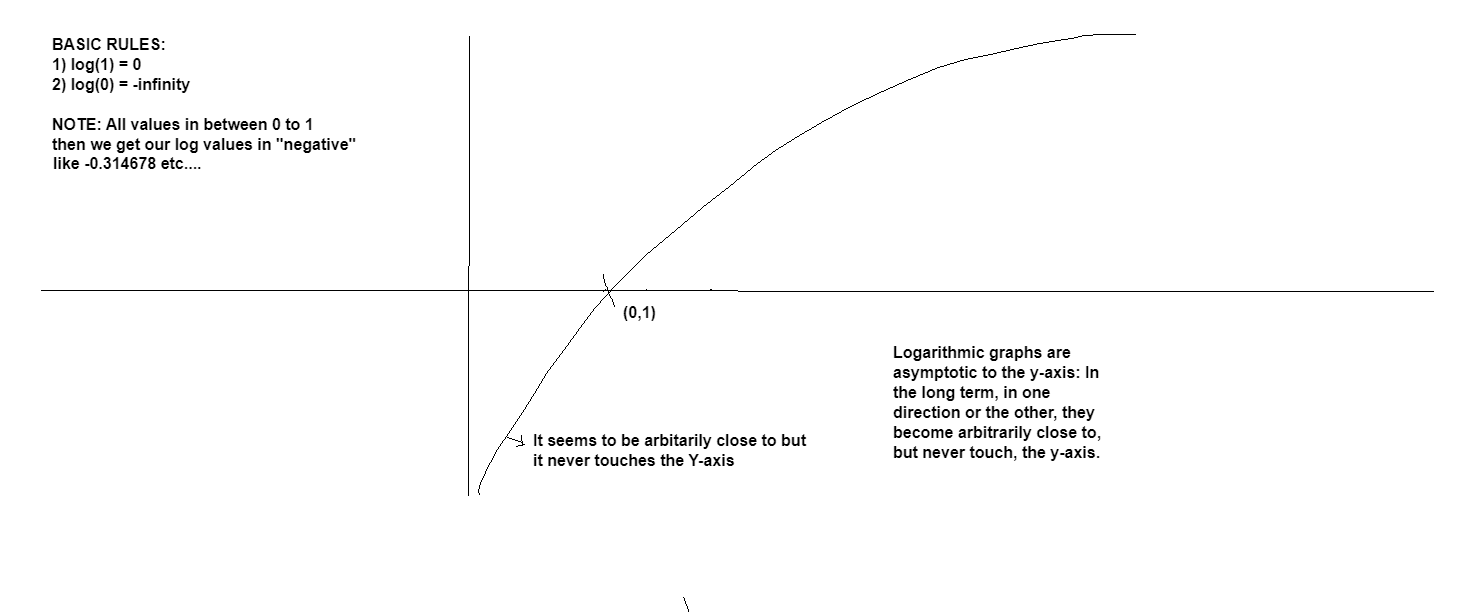 BASIC RULES:
1) log(1) = 0
2) log(0) = -infinity
NOTE: All values in between 0 to 1
then we get our log values in "negative"
like -0.314678 etc....
(0,1)
Logarithmic graphs are
asymptotic to the y-axis: In
the long term, in one
direction or the other, they
become arbitrarily close to,
but never touch, the y-axis.
It seems to be arbitarily close to but
it never touches the Y-axis